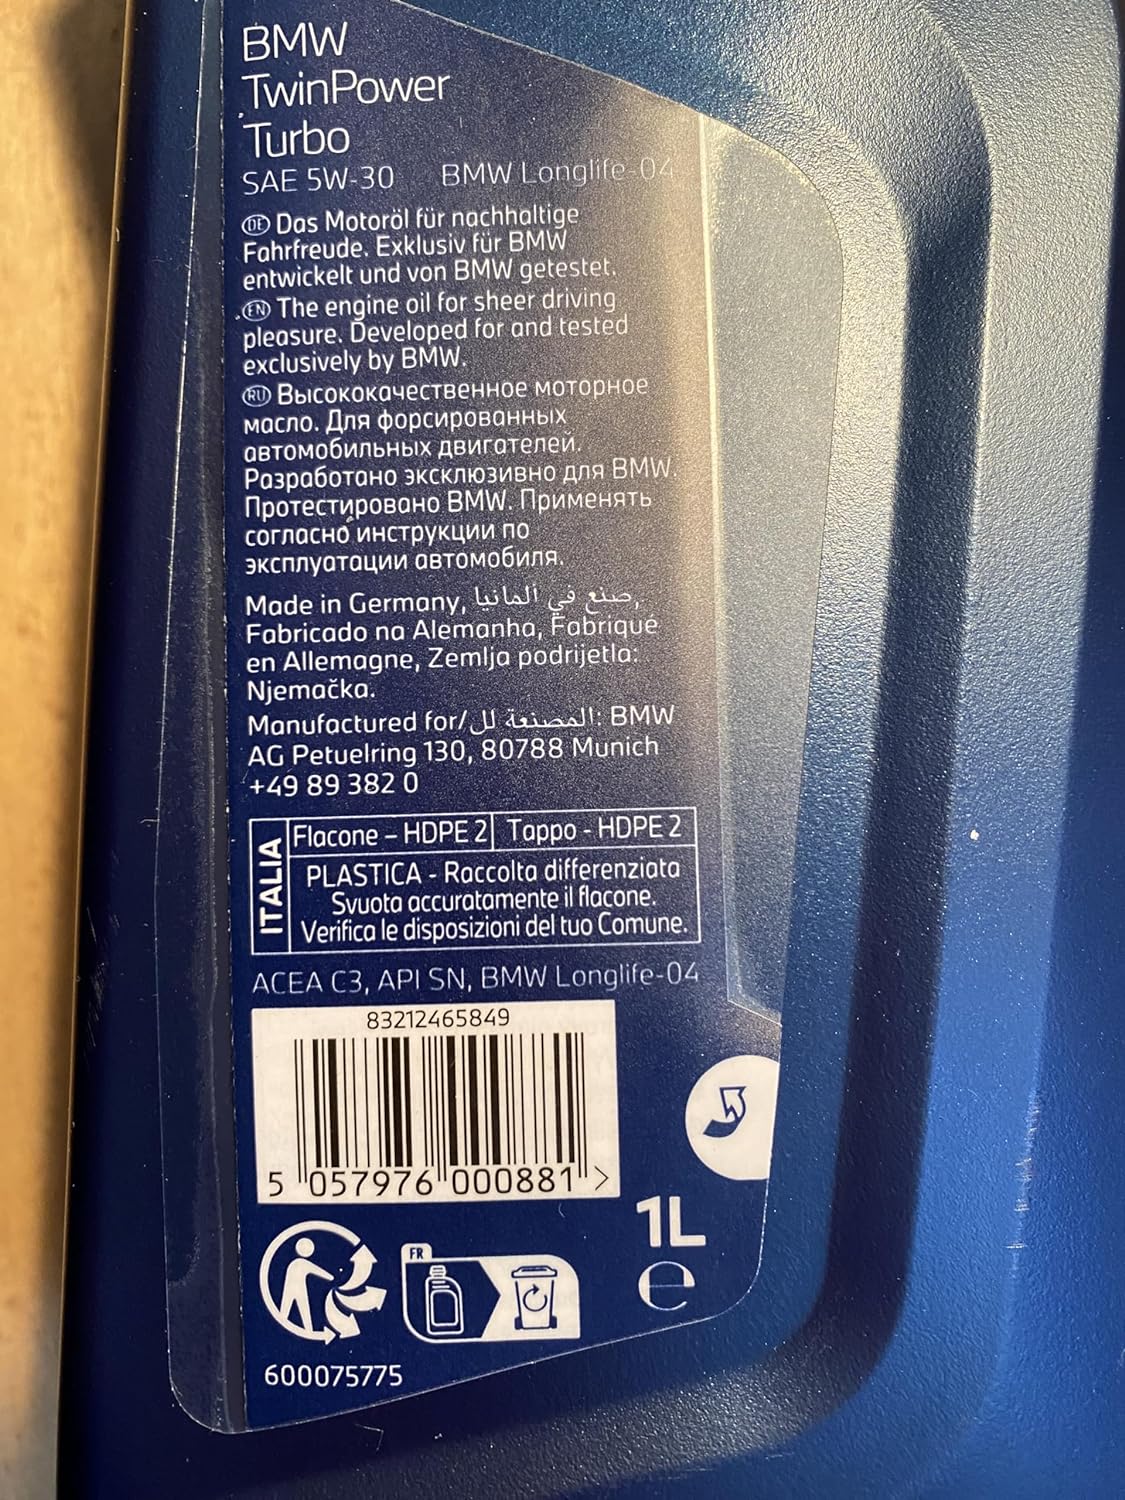 BMW
TwinPower
Turbo
SAE 5W-30 BMW Longlife-04
DE Das Motoröl für nachhaltige
Fahrfreude. Exklusiv für BMW
entwickelt und von BMW getestet.
EN The engine oil for sheer driving
pleasure. Developed for and tested
exclusively by BMW.
RU Высококачественное моторное
масло. Для форсированных
автомобильных двигателей.
Разработано эксклюзивно для BMW.
Протестировано BMW. Применять
согласно инструкции по
эксплуатации автомобиля.
Made in Germany, صنع في ألمانيا,
Fabricado na Alemanha, Fabriqué
en Allemagne, Zemlja podrijetla:
Njemačka.
Manufactured for/المصنعة لل: BMW
AG Petuelring 130, 80788 Munich
+49 89 382 0
ITALIA
Flacone – HDPE 2 Tappo - HDPE 2
PLASTICA - Raccolta differenziata
Svuota accuratamente il flacone.
Verifica le disposizioni del tuo Comune.
ACEA C3, API SN, BMW Longlife-04
83212465849
5 057976 000881 >
1L
e
FR
600075775